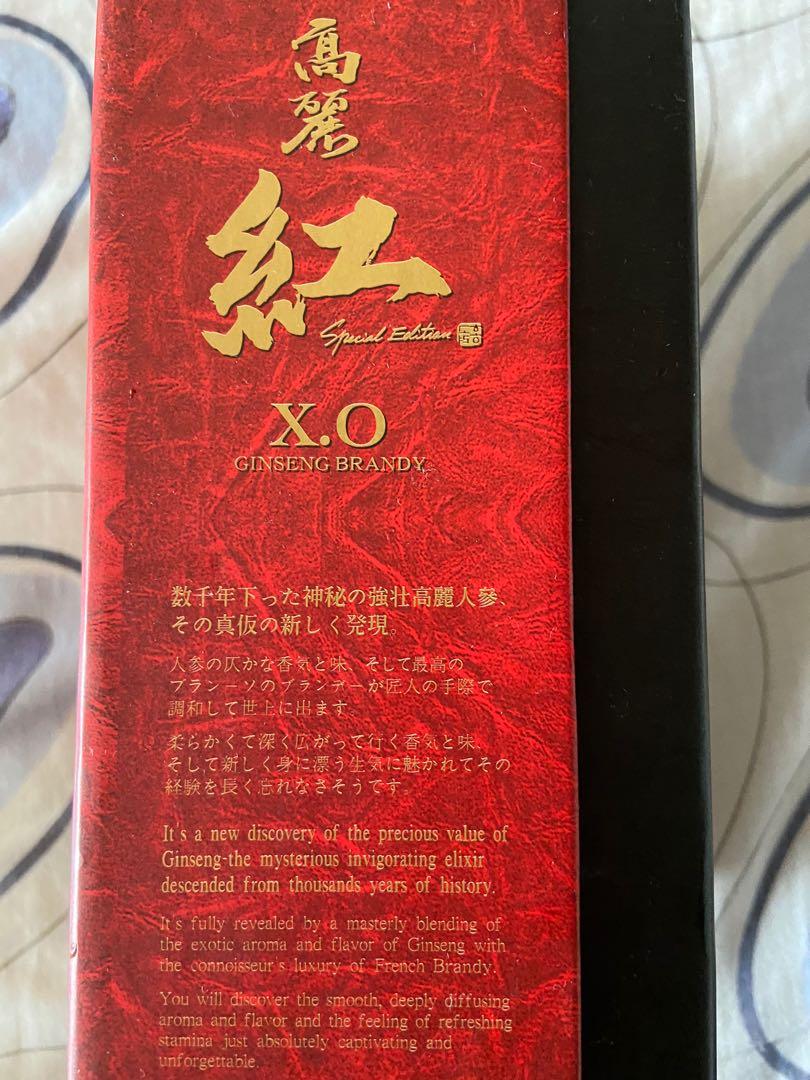 高
麗
紅
Special Edition
X.O
GINSENG BRANDY
数千年下った神秘の強壮高麗人參、
その真仮の新しく発現。
人参の仄かな香気と味、そして最高の
ブランーソのブランデーが匠人の手際で
調和して世上に出ます。
柔らかくて深く広がって行く香気と味、
そして新しく身に漂う生気に魅かれてその
経験を長く忘れなさそうです。
It's a new discovery of the precious value of
Ginseng-the mysterious invigorating elixir
descended from thousands years of history.
It's fully revealed by a masterly blending of
the exotic aroma and flavor of Ginseng with
the connoisseur's luxury of French Brandy.
You will discover the smooth, deeply diffusing
aroma and flavor and the feeling of refreshing
stamina just absolutely captivating and
unforgettable.